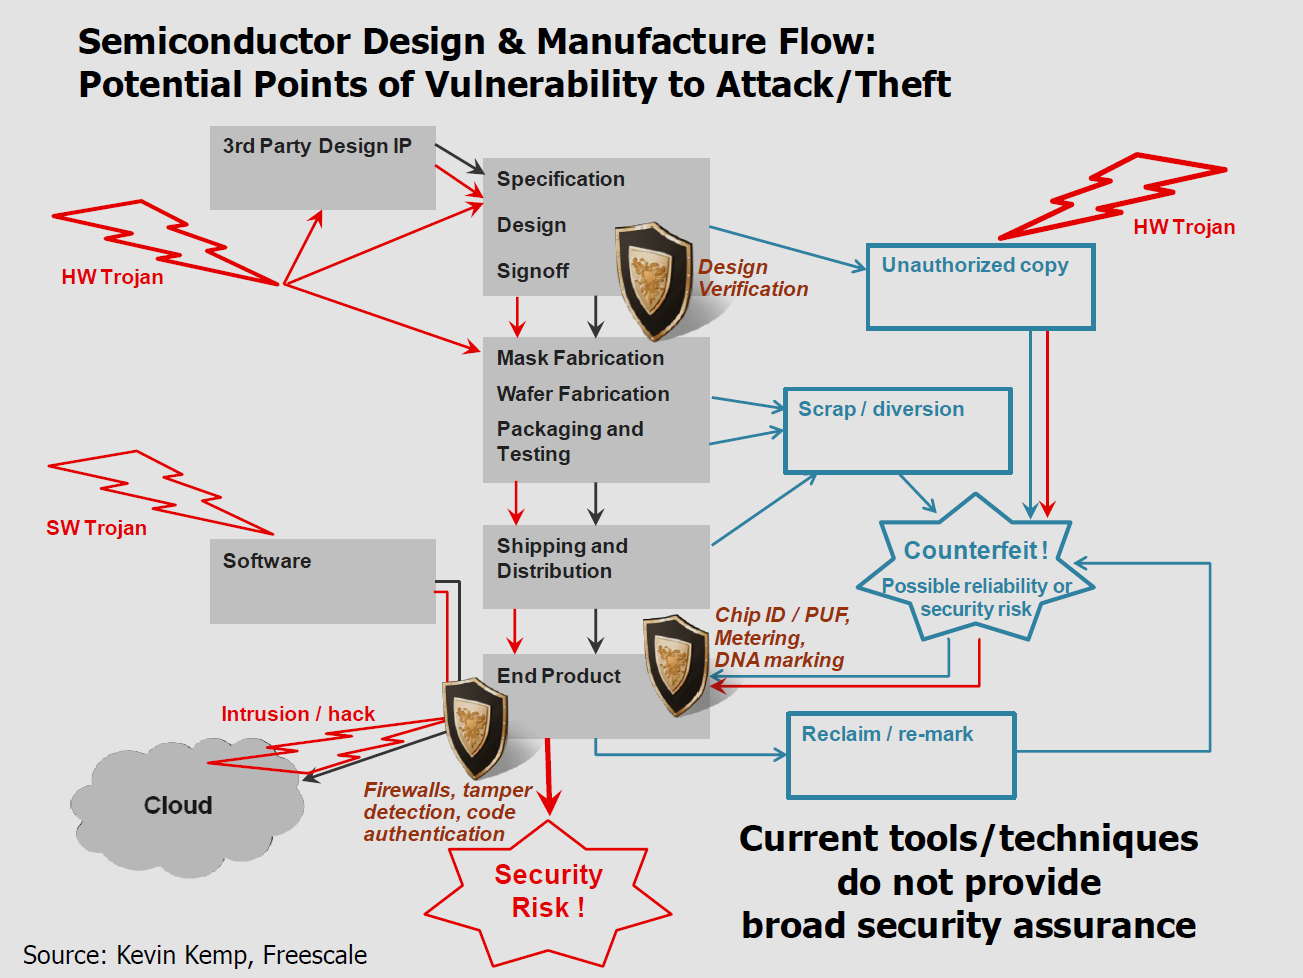 Semiconductor Design & Manufacture Flow:
Potential Points of Vulnerability to Attack/Theft
3rd Party Design IP
Specification
Design
Signoff
Design
Verification
HW Trojan
HW Trojan
Unauthorized copy
Mask Fabrication
Wafer Fabrication
Packaging and
Testing
Scrap / diversion
SW Trojan
Software
Shipping and
Distribution
Counterfeit !
Possible reliability or
security risk
Chip ID / PUF,
Metering,
DNA marking
End Product
Intrusion / hack
Reclaim / re-mark
Cloud
Firewalls, tamper
detection, code
authentication
Security
Risk !
Current tools/techniques
do not provide
broad security assurance
Source: Kevin Kemp, Freescale